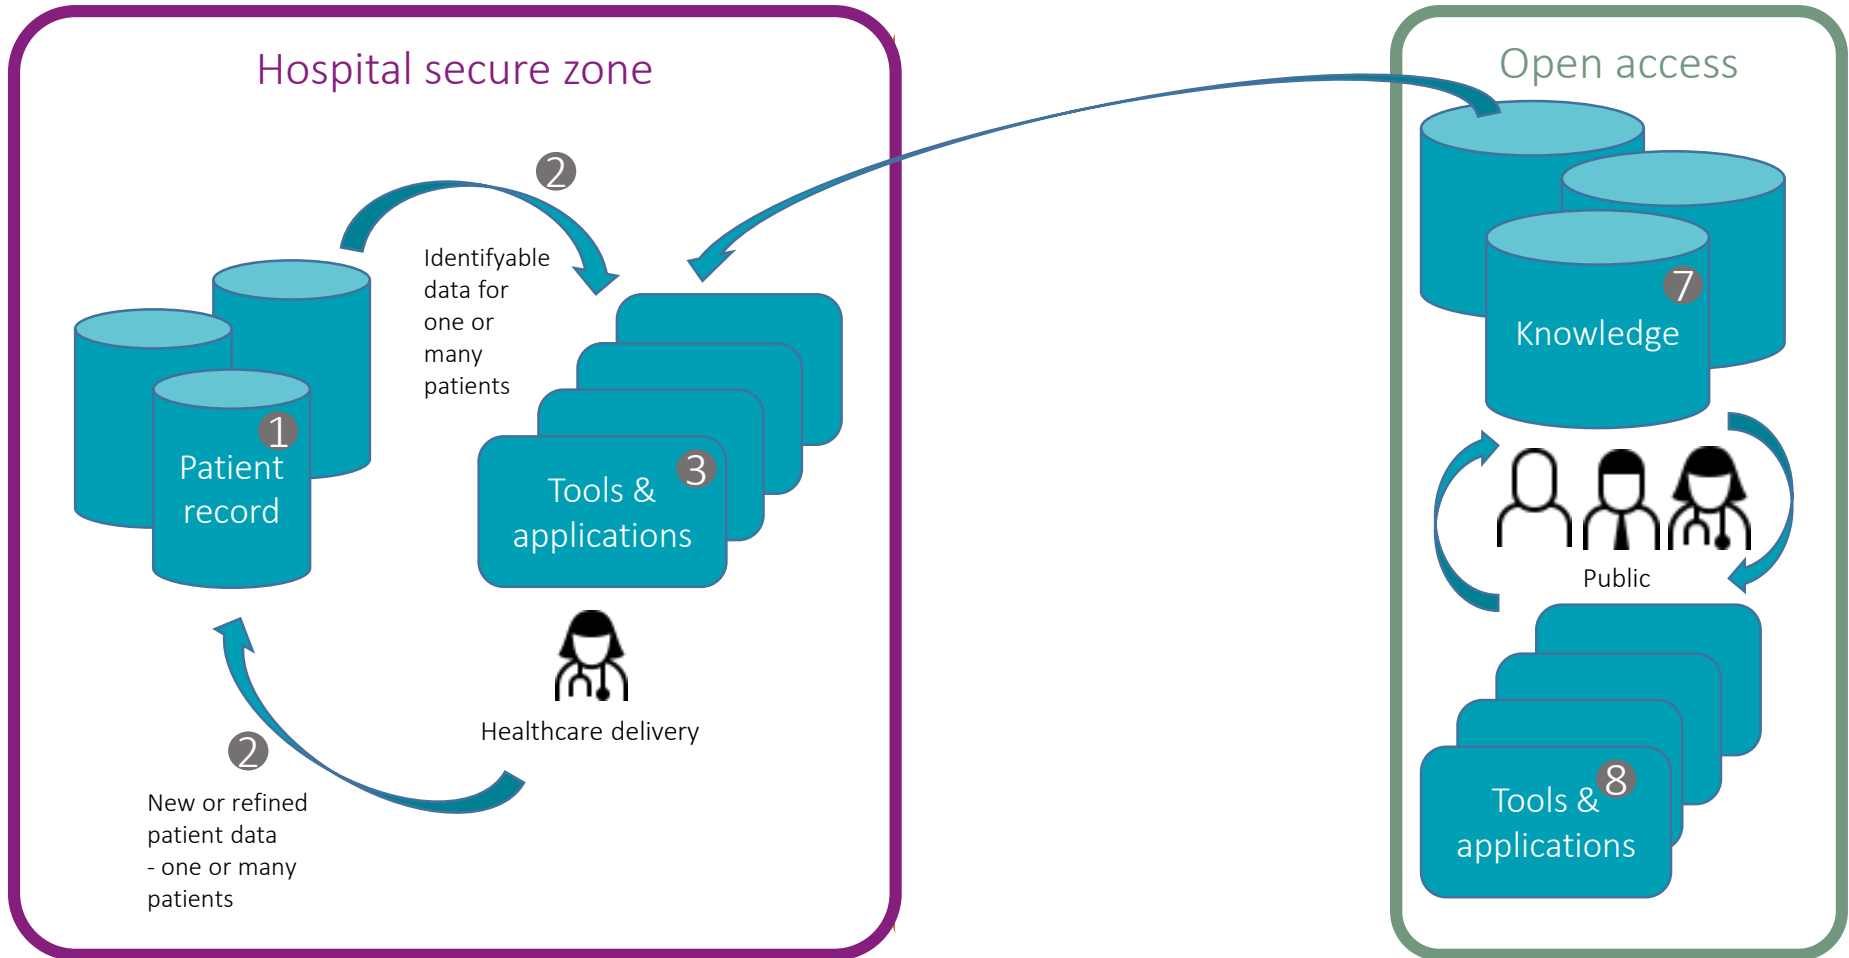 Hospital secure zone
2
Identifyable
data for
one or
many
patients
1
Patient
record
3
Tools &
applications
Healthcare delivery
2
New or refined
patient data
- one or many
patients
Open access
7
Knowledge
Public
8
Tools &
applications